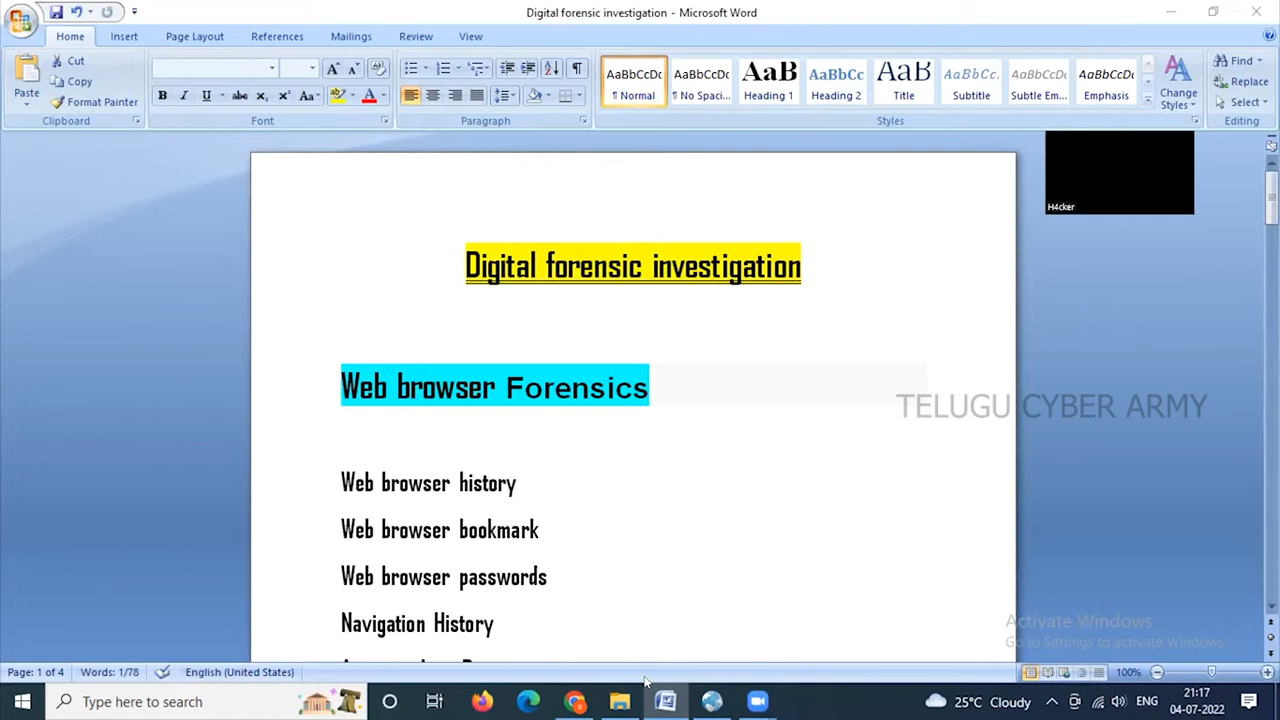 Digital forensic investigation - Microsoft Word
Home Insert Page Layout References Mailings Review View
Paste
Cut
Copy
Format Painter
Clipboard
Font
Paragraph
AaBbCcDc AaBbCcDc AaBbC AaBbCc AaBb AaBbCc. AaBbCcDc AaBbCcDc
¶ Normal ¶ No Spaci... Heading 1 Heading 2 Title Subtitle Subtle Em... Emphasis
Change Styles
Styles
Find
Replace
Select
Editing
H4cker
Digital forensic investigation
Web browser Forensics
TELUGU CYBER ARMY
Web browser history
Web browser bookmark
Web browser passwords
Navigation History
Activate Windows
Go to Settings to activate Windows.
Page: 1 of 4 Words: 1/78 English (United States) 100%
Type here to search
25°C Cloudy
ENG
21:17
04-07-2022